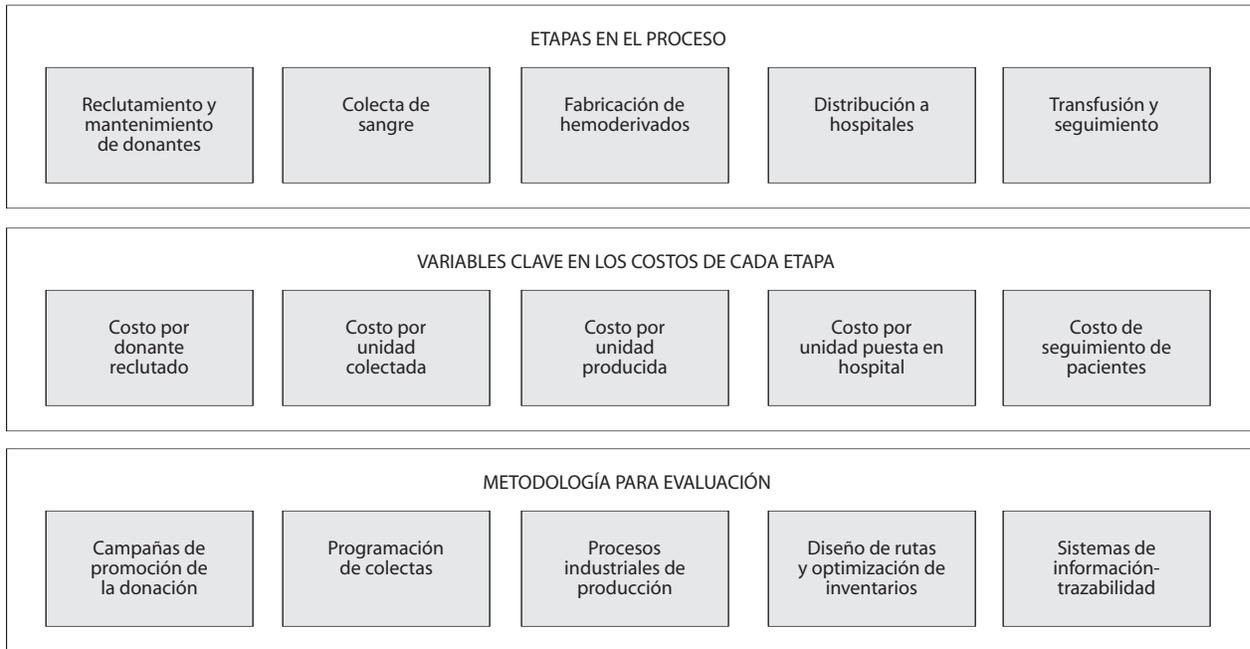 ETAPAS EN EL PROCESO
Reclutamiento y
mantenimiento
de donantes
Colecta de
sangre
Fabricación de
hemoderivados
Distribución a
hospitales
Transfusión y
seguimiento
VARIABLES CLAVE EN LOS COSTOS DE CADA ETAPA
Costo por
donante
reclutado
Costo por
unidad
colectada
Costo por
unidad
producida
Costo por
unidad puesta en
hospital
Costo de
seguimiento de
pacientes
METODOLOGÍA PARA EVALUACIÓN
Campañas de
promoción de
la donación
Programación
de colectas
Procesos
industriales de
producción
Diseño de rutas
y optimización de
inventarios
Sistemas de
información-
trazabilidad